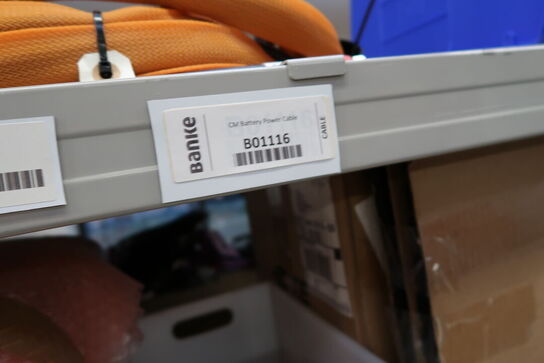 Banke
CM Battery Power Cable
B01116
CABLE